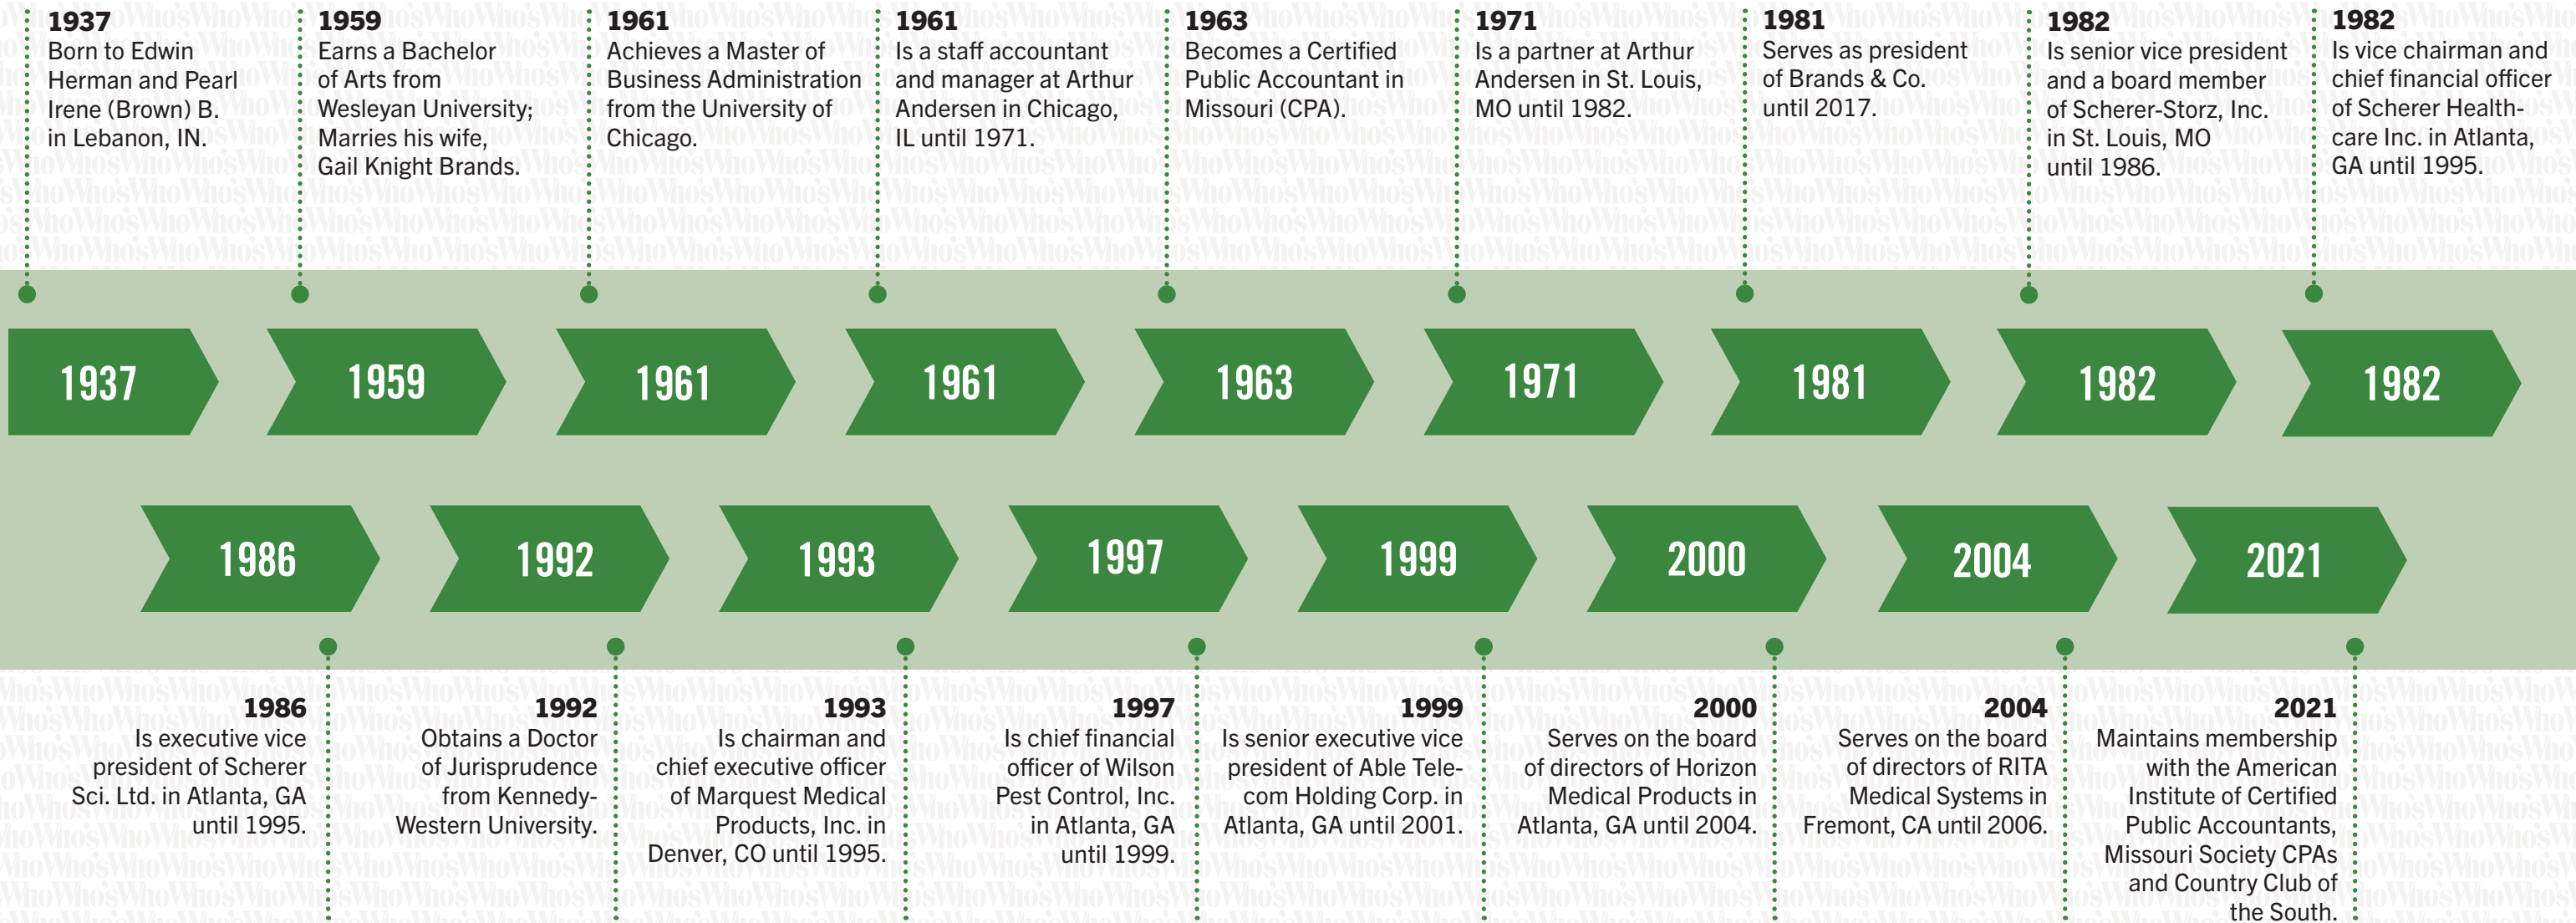 1937
Born to Edwin
Herman and Pearl
Irene (Brown) B.
in Lebanon, IN.
1959
Earns a Bachelor
of Arts from
Wesleyan University;
Marries his wife,
Gail Knight Brands.
1961
Achieves a Master of
Business Administration
from the University of
Chicago.
1961
Is a staff accountant
and manager at Arthur
Andersen in Chicago,
IL until 1971.
1963
Becomes a Certified
Public Accountant in
Missouri (CPA).
1971
Is a partner at Arthur
Andersen in St. Louis,
MO until 1982.
1981
Serves as president
of Brands & Co.
until 2017.
1982
Is senior vice president
and a board member
of Scherer-Storz, Inc.
in St. Louis, MO
until 1986.
1982
Is vice chairman and
chief financial officer
of Scherer Health-
care Inc. in Atlanta,
GA until 1995.
1937
1959
1961
1961
1963
1971
1981
1982
1982
1986
1992
1993
1997
1999
2000
2004
2021
1986
Is executive vice
president of Scherer
Sci. Ltd. in Atlanta, GA
until 1995.
1992
Obtains a Doctor
of Jurisprudence
from Kennedy-
Western University.
1993
Is chairman and
chief executive officer
of Marquest Medical
Products, Inc. in
Denver, CO until 1995.
1997
Is chief financial
officer of Wilson
Pest Control, Inc.
in Atlanta, GA
until 1999.
1999
Is senior executive vice
president of Able Tele-
com Holding Corp. in
Atlanta, GA until 2001.
2000
Serves on the board
of directors of Horizon
Medical Products in
Atlanta, GA until 2004.
2004
Serves on the board
of directors of RITA
Medical Systems in
Fremont, CA until 2006.
2021
Maintains membership
with the American
Institute of Certified
Public Accountants,
Missouri Society CPAs
and Country Club of
the South.